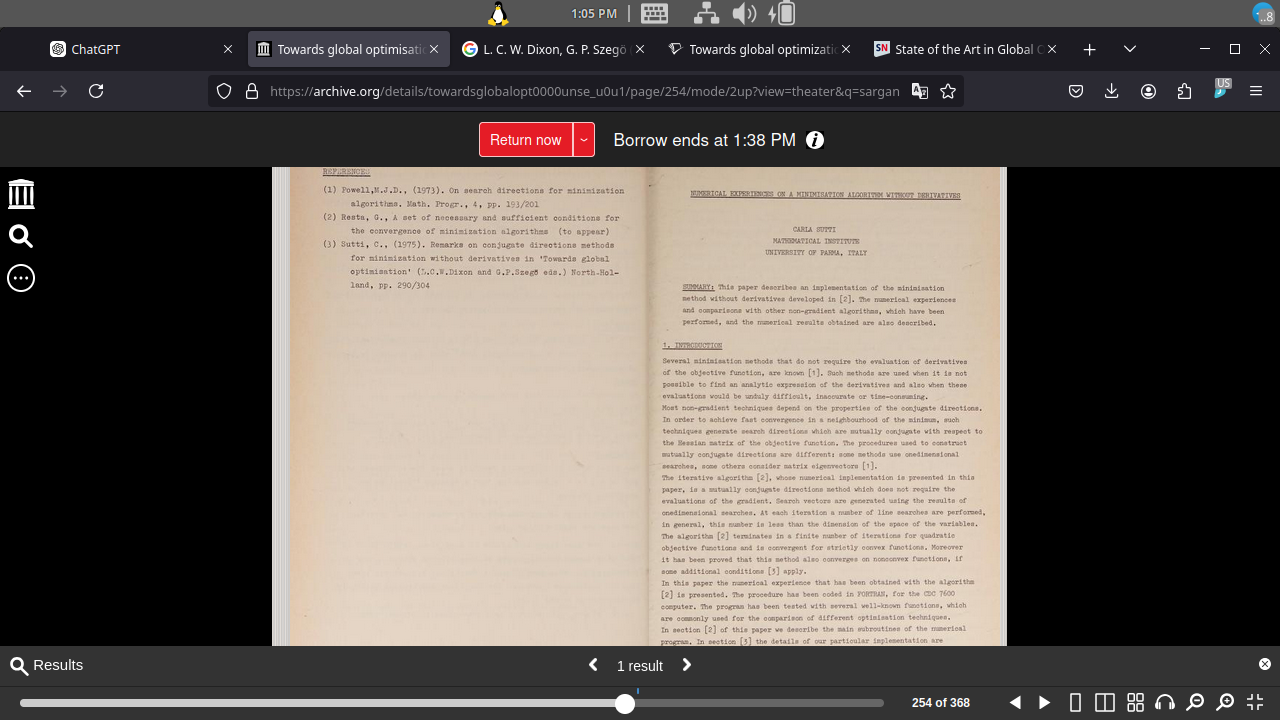 1:05 PM
..8
ChatGPT
Towards global optimisatio
L. C. W. Dixon, G. P. Szegö
Towards global optimizatio
SN
State of the Art in Global O
https://archive.org/details/towardsglobalopt0000unse_u0u1/page/254/mode/2up?view=theater&q=sargan
US
Return now
Borrow ends at 1:38 PM
REFERENCES
(1) Powell,M.J.D., (1973). On search directions for minimization
algorithms. Math. Progr., 4, pp. 193/201
(2) Resta, G., A set of necessary and sufficient conditions for
the convergence of minimization algorithms (to appear)
(3) Sutti, C., (1975). Remarks on conjugate directions methods
for minimization without derivatives in 'Towards global
optimisation' (L.C.W.Dixon and G.P.Szegö eds.) North-Hol-
land, pp. 290/304
NUMERICAL EXPERIENCES ON A MINIMISATION ALGORITHM WITHOUT DERIVATIVES
CARLA SUTTI
MATHEMATICAL INSTITUTE
UNIVERSITY OF PARMA, ITALY
SUMMARY: This paper describes an implementation of the minimisation
method without derivatives developed in [2]. The numerical experiences
and comparisons with other non-gradient algorithms, which have been
performed, and the numerical results obtained are also described.
1. INTRODUCTION
Several minimisation methods that do not require the evaluation of derivatives
of the objective function, are known [1]. Such methods are used when it is not
possible to find an analytic expression of the derivatives and also when these
evaluations would be unduly difficult, inaccurate or time-consuming.
Most non-gradient techniques depend on the properties of the conjugate directions.
In order to achieve fast convergence in a neighbourhood of the minimum, such
techniques generate search directions which are mutually conjugate with respect to
the Hessian matrix of the objective function. The procedures used to construct
mutually conjugate directions are different: some methods use onedimensional
searches, some others consider matrix eigenvectors [1].
The iterative algorithm [2], whose numerical implementation is presented in this
paper, is a mutually conjugate directions method which does not require the
evaluations of the gradient. Search vectors are generated using the results of
onedimensional searches. At each iteration a number of line searches are performed,
in general, this number is less than the dimension of the space of the variables.
The algorithm [2] terminates in a finite number of iterations for quadratic
objective functions and is convergent for strictly convex functions. Moreover
it has been proved that this method also converges on nonconvex functions, if
some additional conditions [3] apply.
In this paper the numerical experience that has been obtained with the algorithm
[2] is presented. The procedure has been coded in FORTRAN, for the CDC 7600
computer. The program has been tested with several well-known functions, which
are commonly used for the comparison of different optimisation techniques.
In section [2] of this paper we describe the main subroutines of the numerical
program. In section [3] the details of our particular implementation are
Results
1 result
254 of 368